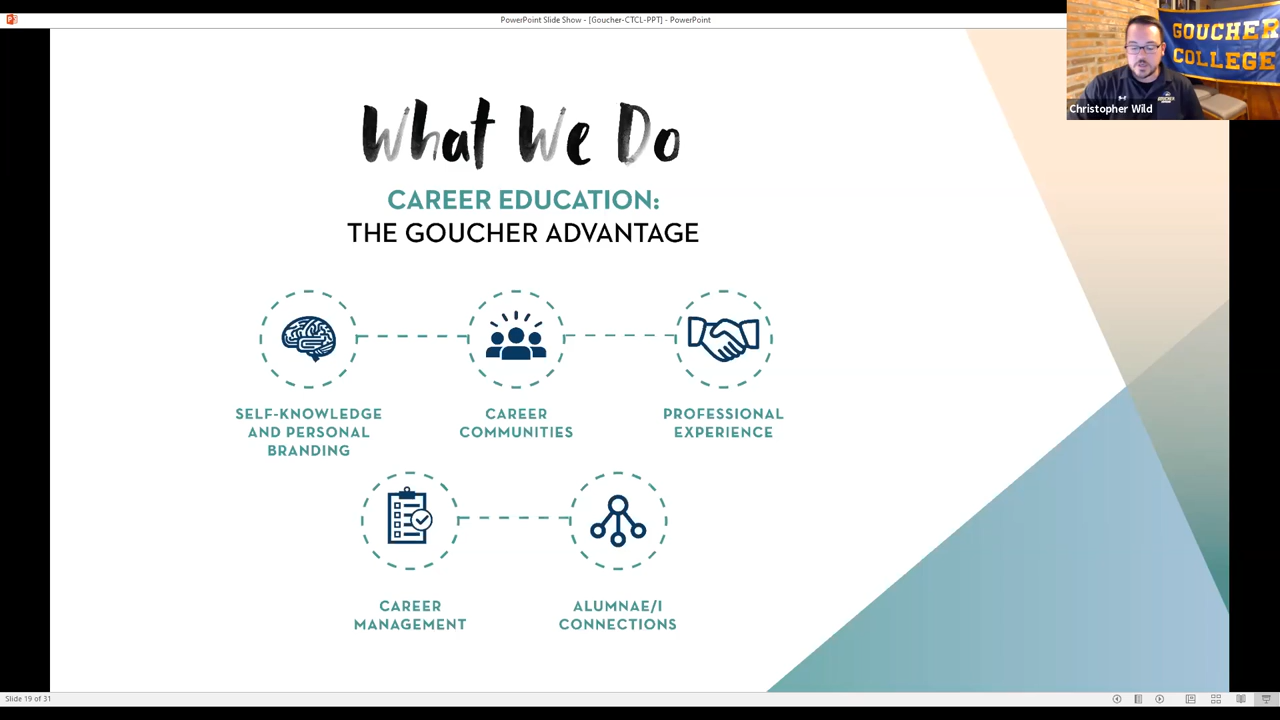 PowerPoint Slide Show - [Goucher-CTCL-PPT] - PowerPoint
GOUCHER
COLLEGE
Christopher Wild
What We Do
CAREER EDUCATION:
THE GOUCHER ADVANTAGE
SELF-KNOWLEDGE
AND PERSONAL
BRANDING
CAREER
COMMUNITIES
PROFESSIONAL
EXPERIENCE
CAREER
MANAGEMENT
ALUMNAE/I
CONNECTIONS
Slide 19 of 31